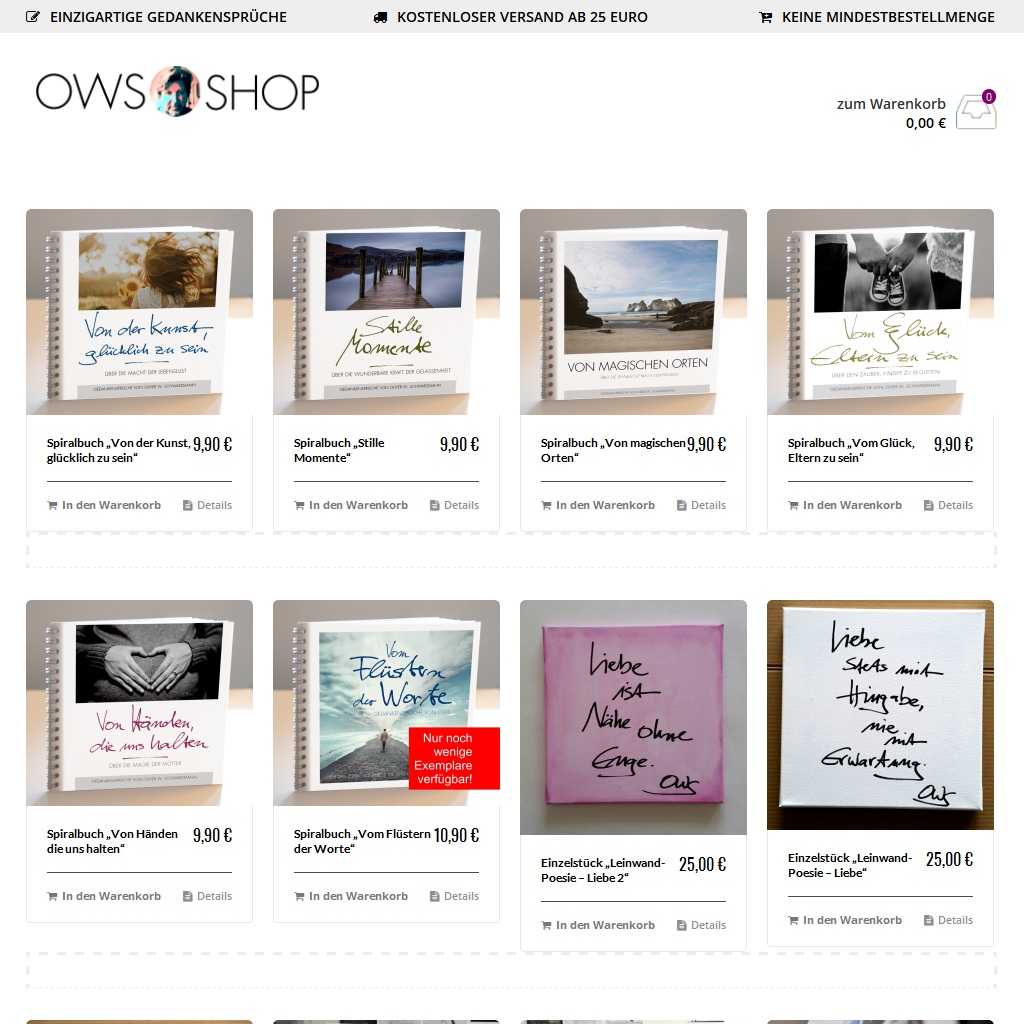 EINZIGARTIGE GEDANKENSPRÜCHE
KOSTENLOSER VERSAND AB 25 EURO
KEINE MINDESTBESTELLMENGE
OWS SHOP
zum Warenkorb
0
0,00 €
Von der Kunst,
glücklich zu sein
ÜBER DIE MACHT DER LEBENSLUST
GEDANKENSPRÜCHE VON OLIVER W. SCHWARZMANN
Spiralbuch „Von der Kunst,
glücklich zu sein“
9,90 €
In den Warenkorb
Details
Stille
Momente
ÜBER DIE WUNDERBARE KRAFT DER GELASSENHEIT
GEDANKENSPRÜCHE VON OLIVER W. SCHWARZMANN
Spiralbuch „Stille
Momente“
9,90 €
In den Warenkorb
Details
VON MAGISCHEN ORTEN
GEDANKENSPRÜCHE VON OLIVER W. SCHWARZMANN
Spiralbuch „Von magischen
Orten“
9,90 €
In den Warenkorb
Details
Vom Glück,
Eltern zu sein
ÜBER DEN ZAUBER, KINDER ZU BEGLEITEN
GEDANKENSPRÜCHE VON OLIVER W. SCHWARZMANN
Spiralbuch „Vom Glück,
Eltern zu sein“
9,90 €
In den Warenkorb
Details
Von Händen,
die uns halten
ÜBER DIE MAGIE DER MÜTTER
GEDANKENSPRÜCHE VON OLIVER W. SCHWARZMANN
Spiralbuch „Von Händen
die uns halten“
9,90 €
In den Warenkorb
Details
Vom
Flüstern
der Worte
Nur noch
wenige
Exemplare
verfügbar!
Spiralbuch „Vom Flüstern
der Worte“
10,90 €
In den Warenkorb
Details
Liebe
ist
Nähe ohne
Enge.
OWS
Einzelstück „Leinwand-
Poesie – Liebe 2“
25,00 €
In den Warenkorb
Details
Liebe
stets mit
Hingabe,
nie
mit
Erwartung.
OWS
Einzelstück „Leinwand-
Poesie – Liebe“
25,00 €
In den Warenkorb
Details